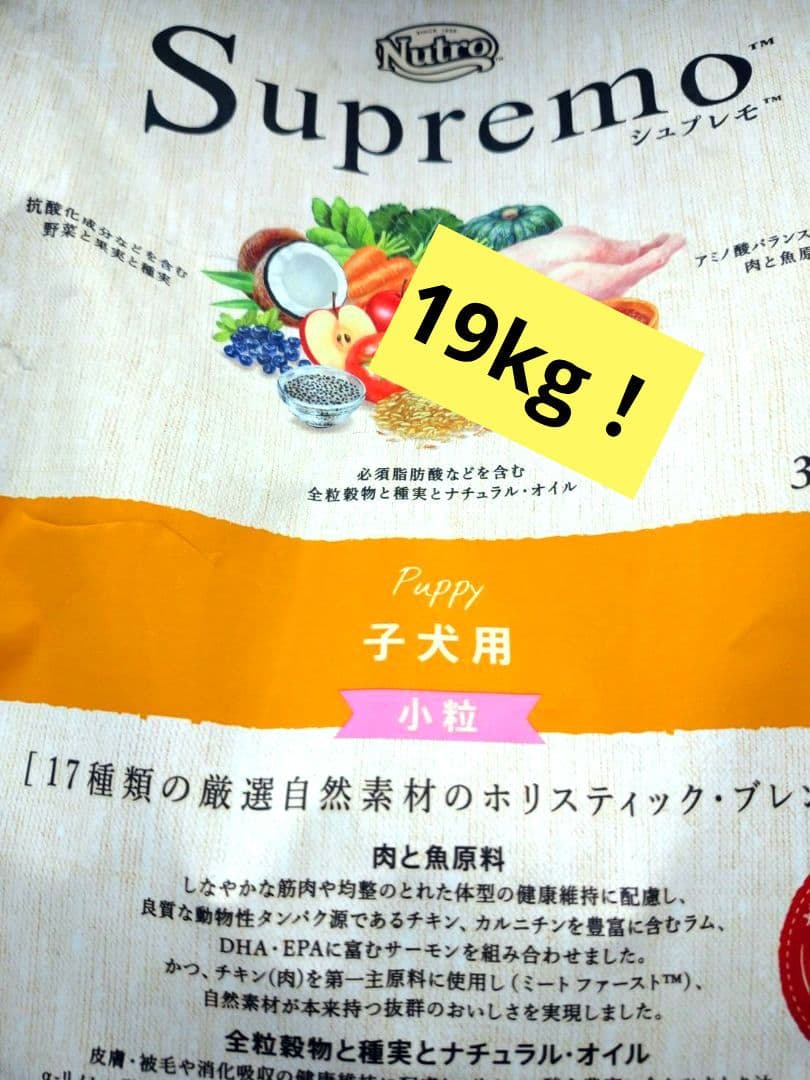 SINCE 1926
Nutro™
Supremo™
シュプレモ™
抗酸化成分などを含む
野菜と果実と種実
アミノ酸バランス
肉と魚原
19kg！
必須脂肪酸などを含む
全粒穀物と種実とナチュラル・オイル
3
Puppy
子犬用
小粒
[17種類の厳選自然素材のホリスティック・ブレン
肉と魚原料
しなやかな筋肉や均整のとれた体型の健康維持に配慮し、
良質な動物性タンパク源であるチキン、カルニチンを豊富に含むラム、
DHA・EPAに富むサーモンを組み合わせました。
かつ、チキン(肉)を第一主原料に使用し(ミートファースト™)、
自然素材が本来持つ抜群のおいしさを実現しました。
全粒穀物と種実とナチュラル・オイル
皮膚・被毛や消化吸収の健康維持に配慮し